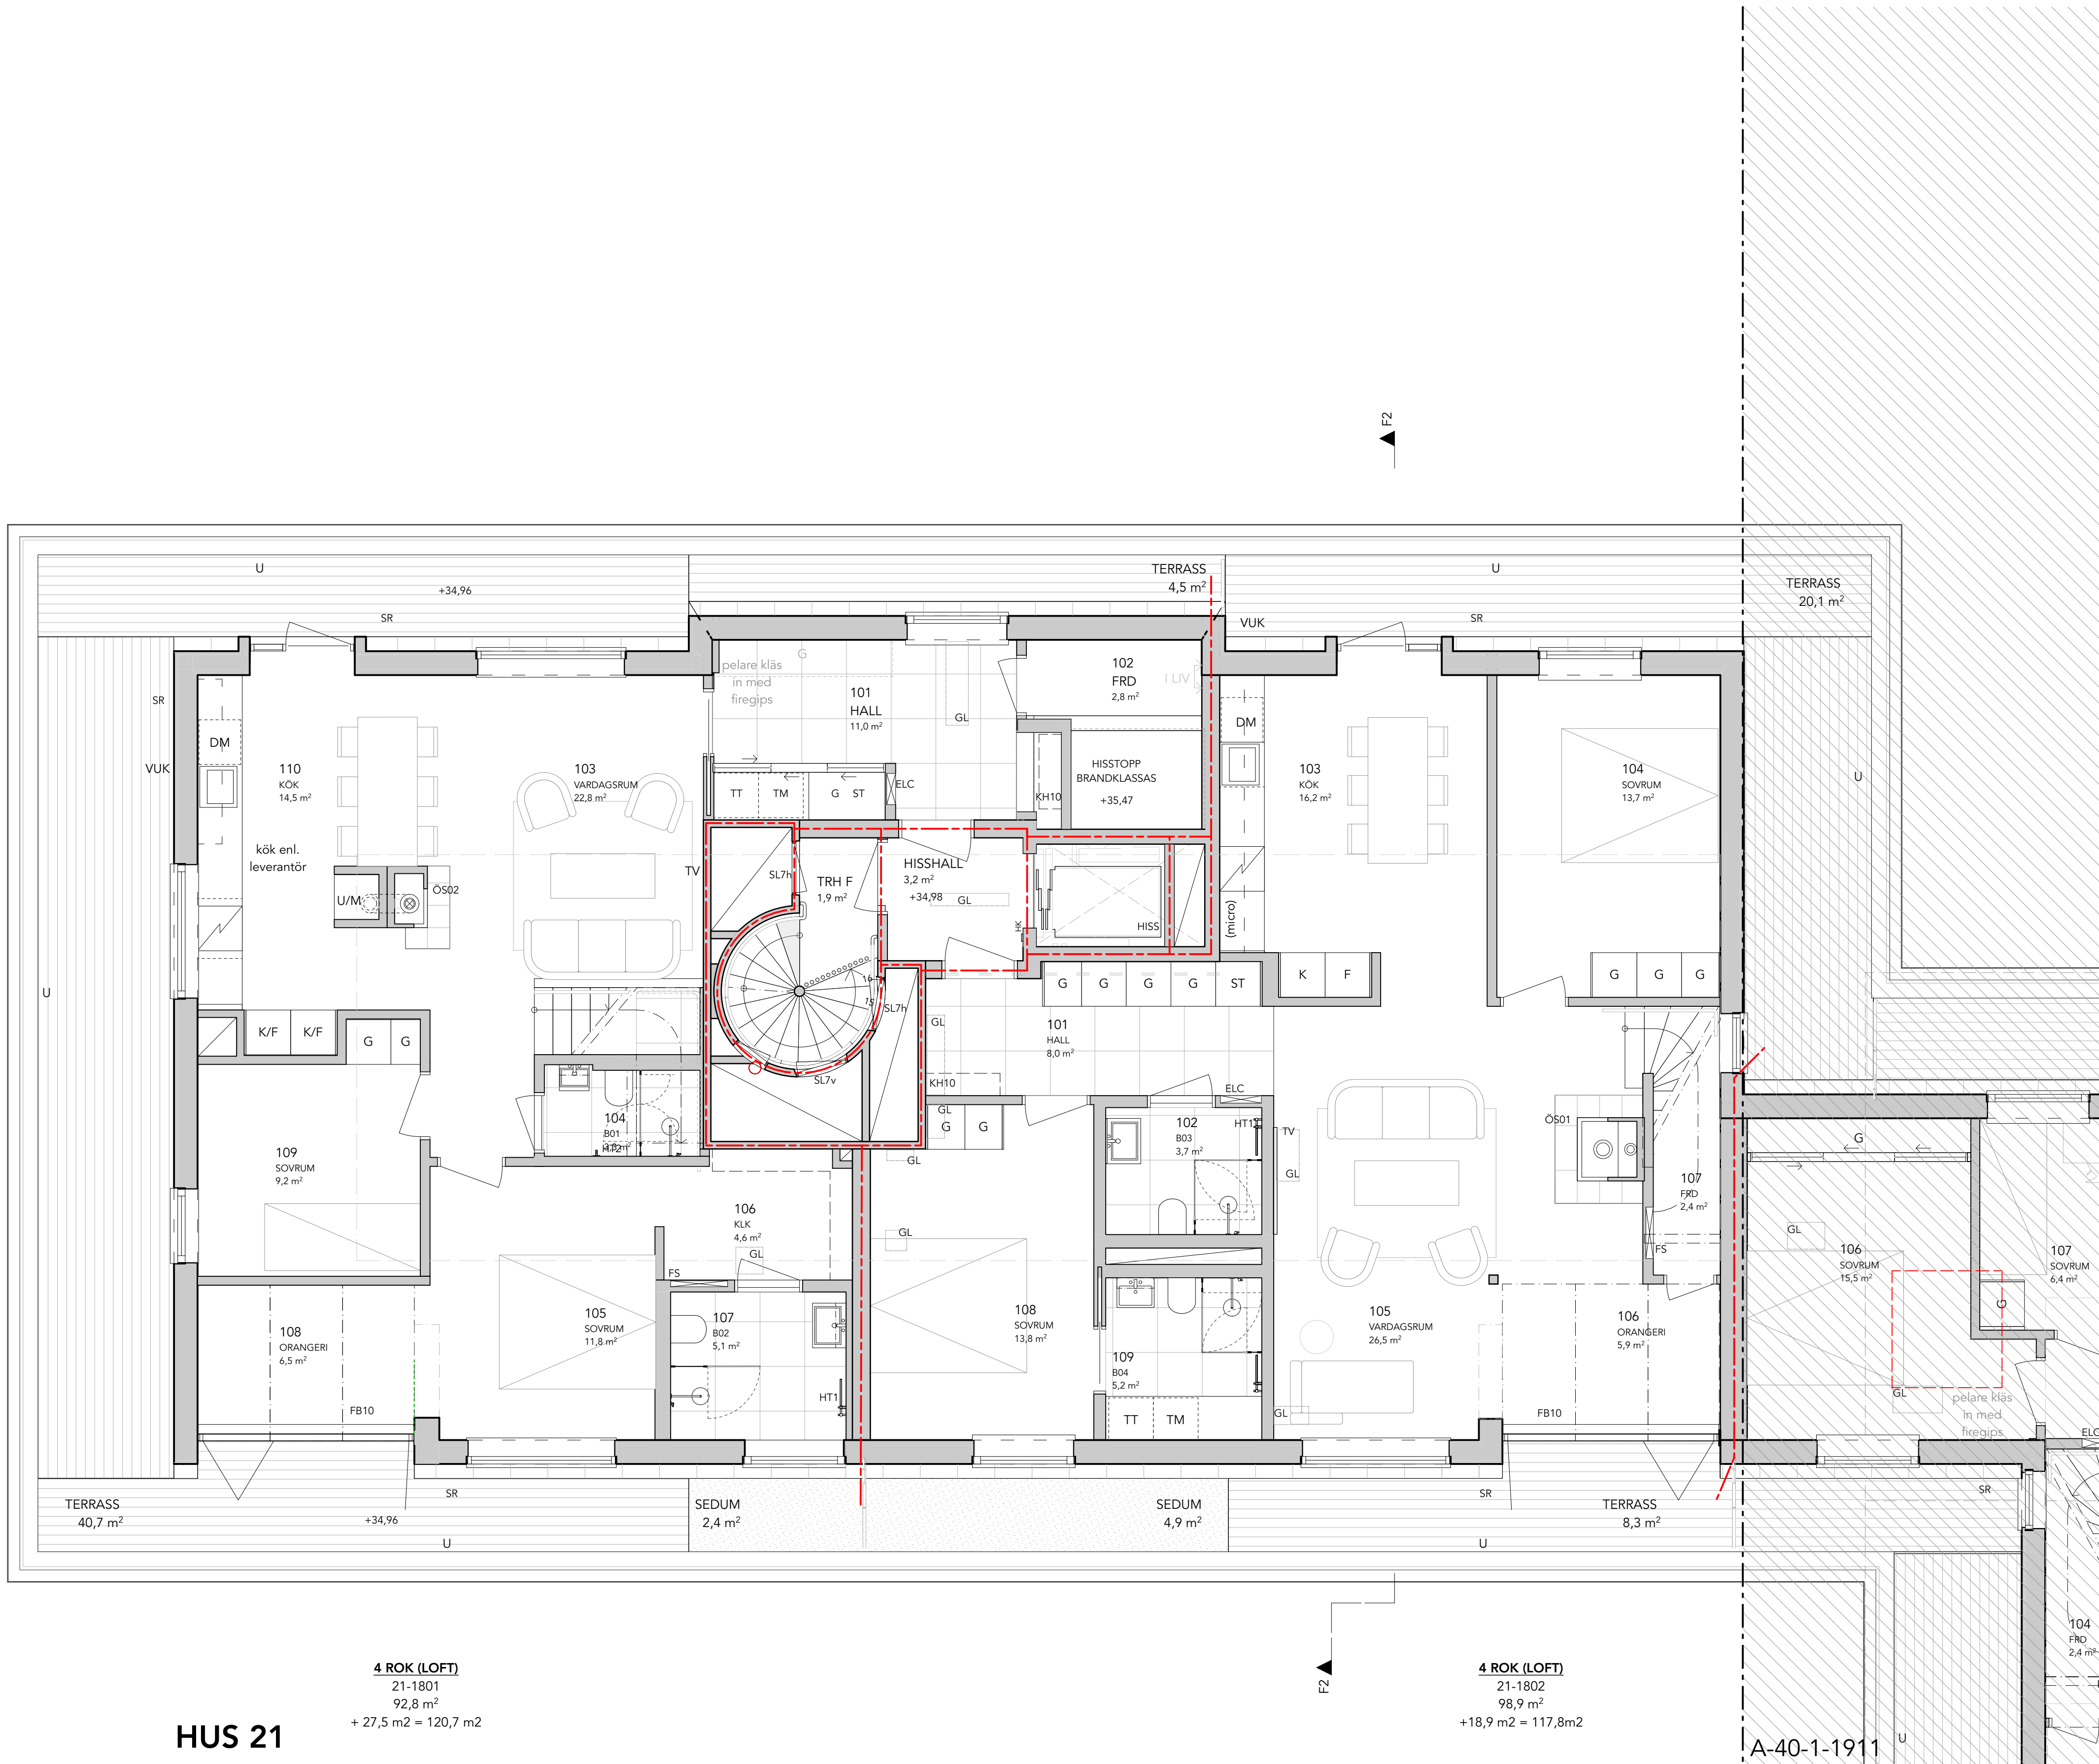 F2
U
+34,96
SR
TERRASS
4,5 m²
U
SR
VUK
TERRASS
20,1 m²
U
SR
VUK
U
DM
110
KÖK
14,5 m²
kök enl.
leverantör
U/M
ÖS02
103
VARDAGSRUM
22,8 m²
TV
pelare kläs
in med
firegips
G
101
HALL
11,0 m²
GL
102
FRD
2,8 m²
I LIV
HISSTOPP
BRANDKLASSAS
+35,47
KH10
TT
TM
G ST
ELC
SL7h
TRH F
1,9 m²
HISSHALL
3,2 m²
+34,98
GL
HK
HISS
16
15
SL7h
SL7v
DM
(micro)
103
KÖK
16,2 m²
104
SOVRUM
13,7 m²
K
F
G
G
G
G
G
G
G
ST
101
HALL
8,0 m²
GL
KH10
GL
G
G
GL
ELC
K/F
K/F
G
G
109
SOVRUM
9,2 m²
104
B01
HT2
106
KLK
4,6 m²
GL
FS
105
SOVRUM
11,8 m²
107
B02
5,1 m²
HT1
108
ORANGERI
6,5 m²
FB10
GL
108
SOVRUM
13,8 m²
102
B03
3,7 m²
HT1
TV
GL
109
B04
5,2 m²
TT
TM
GL
105
VARDAGSRUM
26,5 m²
ÖS01
107
FRD
2,4 m²
FS
106
ORANGERI
5,9 m²
FB10
G
GL
106
SOVRUM
15,5 m²
107
SOVRUM
6,4 m²
G
GL
pelare kläs
in med
firegips
ELC
SR
TERRASS
40,7 m²
SR
+34,96
U
SEDUM
2,4 m²
SEDUM
4,9 m²
SR
TERRASS
8,3 m²
U
104
FRD
2,4 m²
F2
U
4 ROK (LOFT)
21-1801
92,8 m²
+ 27,5 m2 = 120,7 m2
4 ROK (LOFT)
21-1802
98,9 m²
+18,9 m2 = 117,8m2
HUS 21
A-40-1-1911